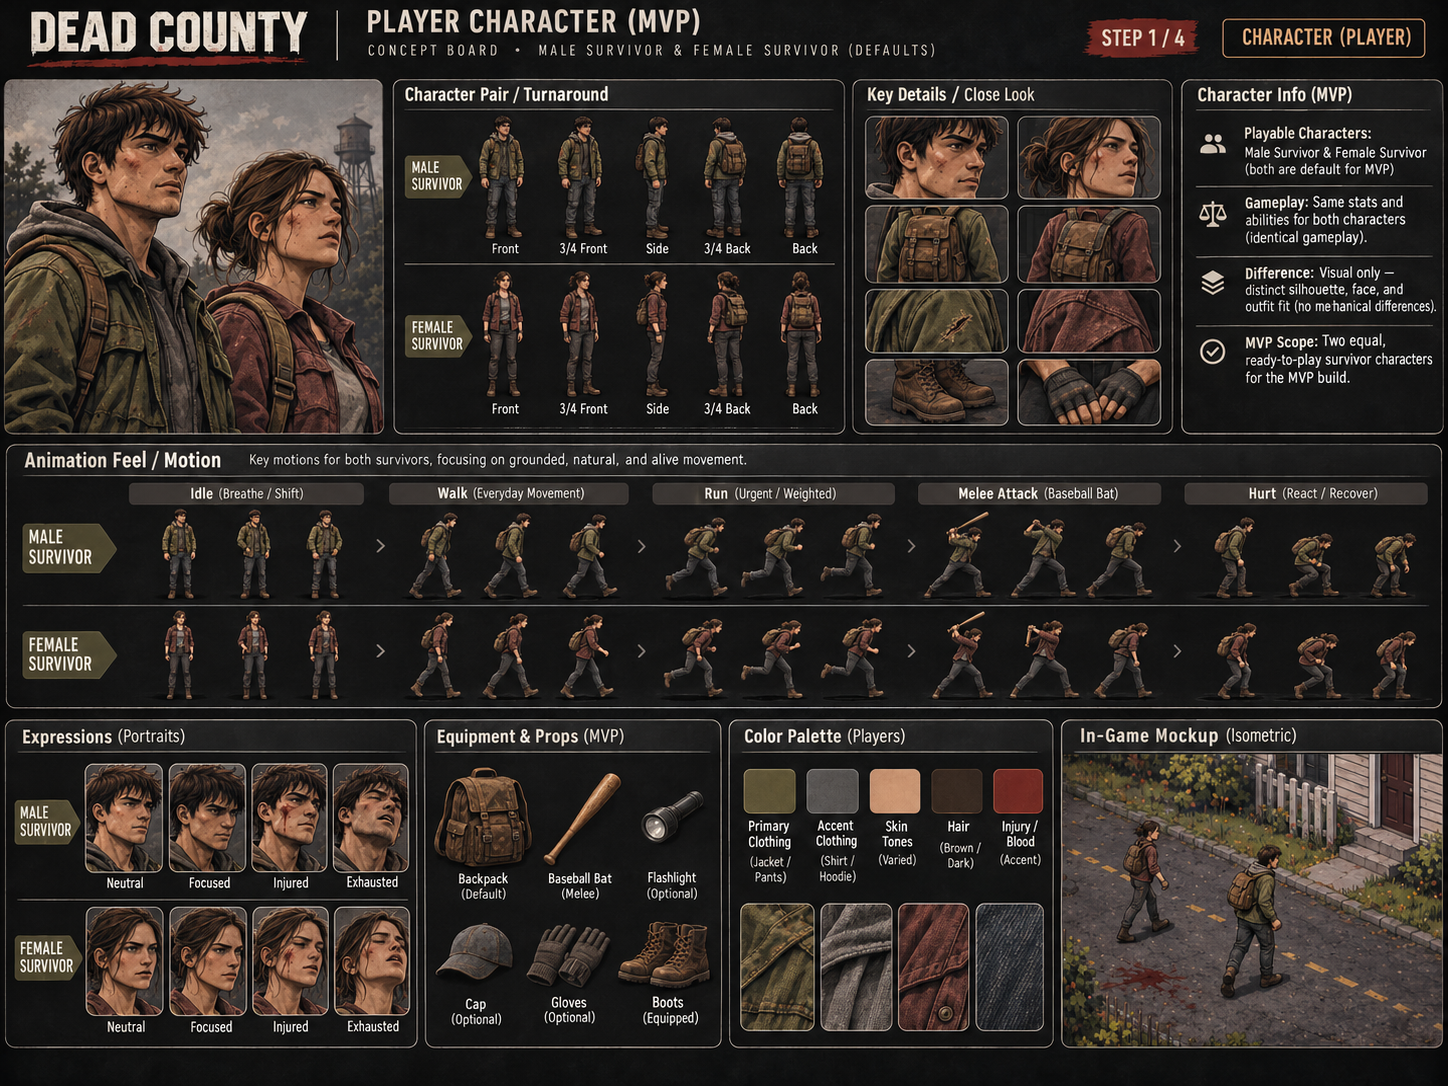 DEAD COUNTY
PLAYER CHARACTER (MVP)
CONCEPT BOARD • MALE SURVIVOR & FEMALE SURVIVOR (DEFAULTS)
STEP 1 / 4
CHARACTER (PLAYER)
Character Pair / Turnaround
MALE
SURVIVOR
Front
3/4 Front
Side
3/4 Back
Back
FEMALE
SURVIVOR
Front
3/4 Front
Side
3/4 Back
Back
Key Details / Close Look
Character Info (MVP)
Playable Characters:
Male Survivor & Female Survivor
(both are default for MVP)
Gameplay: Same stats and
abilities for both characters
(identical gameplay).
Difference: Visual only —
distinct silhouette, face, and
outfit fit (no mehanical differences).
MVP Scope: Two equal,
ready-to-play survivor characters
for the MVP build.
Animation Feel / Motion
Key motions for both survivors, focusing on grounded, natural, and alive movement.
Idle (Breathe / Shift)
Walk (Everyday Movement)
Run (Urgent / Weighted)
Melee Attack (Baseball Bat)
Hurt (React / Recover)
MALE
SURVIVOR
FEMALE
SURVIVOR
Expressions (Portraits)
MALE
SURVIVOR
Neutral
Focused
Injured
Exhausted
FEMALE
SURVIVOR
Neutral
Focused
Injured
Exhausted
Equipment & Props (MVP)
Backpack
(Default)
Baseball Bat
(Melee)
Flashlight
(Optional)
Cap
(Optional)
Gloves
(Optional)
Boots
(Equipped)
Color Palette (Players)
Primary
Clothing
(Jacket /
Pants)
Accent
Clothing
(Shirt /
Hoodie)
Skin
Tones
(Varied)
Hair
(Brown /
Dark)
Injury /
Blood
(Accent)
In-Game Mockup (Isometric)